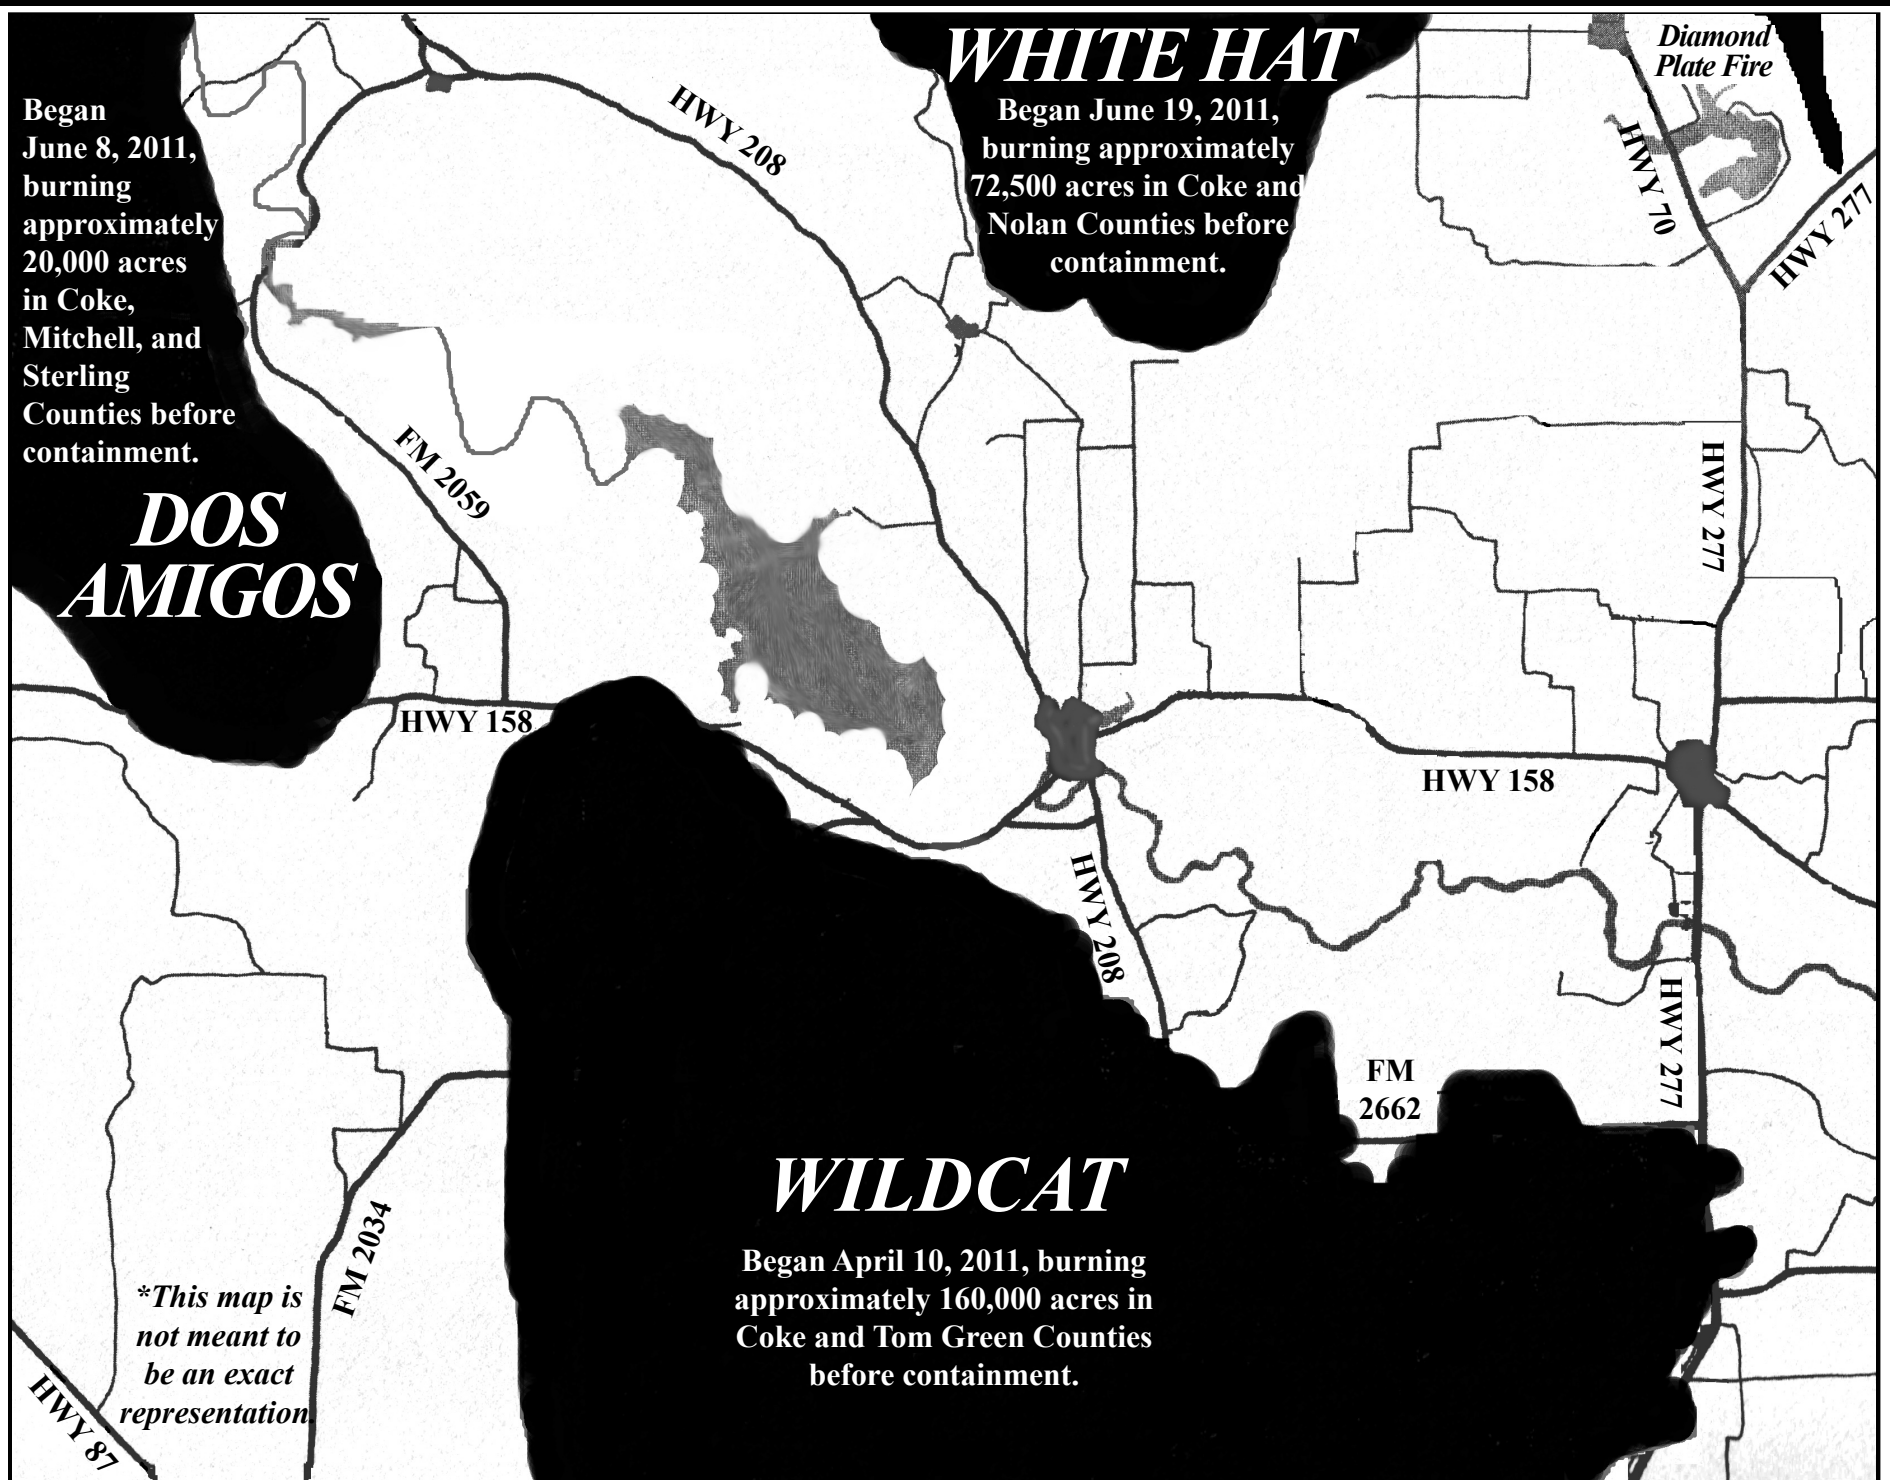 WHITE HAT
Began June 19, 2011,
burning approximately
72,500 acres in Coke and
Nolan Counties before
containment.
Diamond
Plate Fire
Began
June 8, 2011,
burning
approximately
20,000 acres
in Coke,
Mitchell, and
Sterling
Counties before
containment.
DOS
AMIGOS
HWY 208
HWY 70
HWY 277
FM 2059
HWY 277
HWY 158
HWY 158
HWY 208
HWY 277
FM
2662
WILDCAT
Began April 10, 2011, burning
approximately 160,000 acres in
Coke and Tom Green Counties
before containment.
FM 2034
*This map is
not meant to
be an exact
representation.
HWY 87